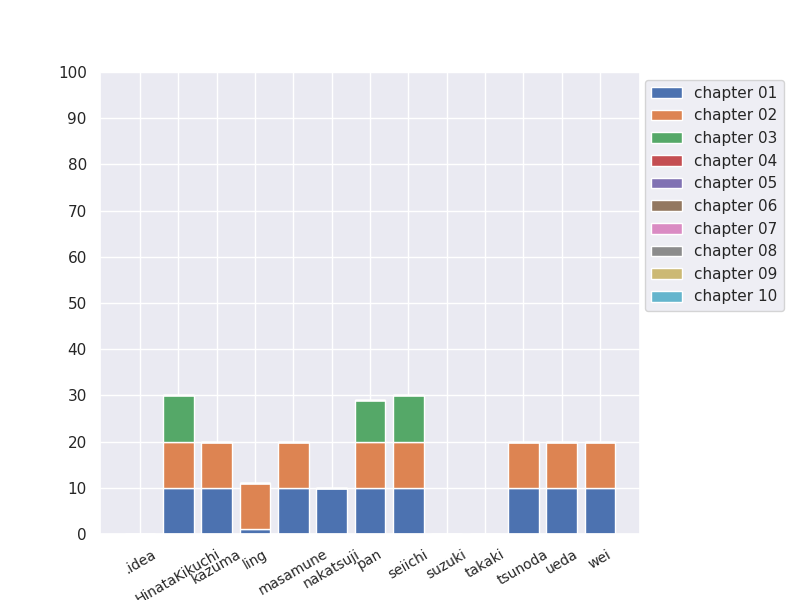 100
90
80
70
60
50
40
30
20
10
0
.idea
HinataKikuchi
kazuma
ling
masamune
nakatsuji
pan
seiichi
suzuki
takaki
tsunoda
ueda
wei
chapter 01
chapter 02
chapter 03
chapter 04
chapter 05
chapter 06
chapter 07
chapter 08
chapter 09
chapter 10